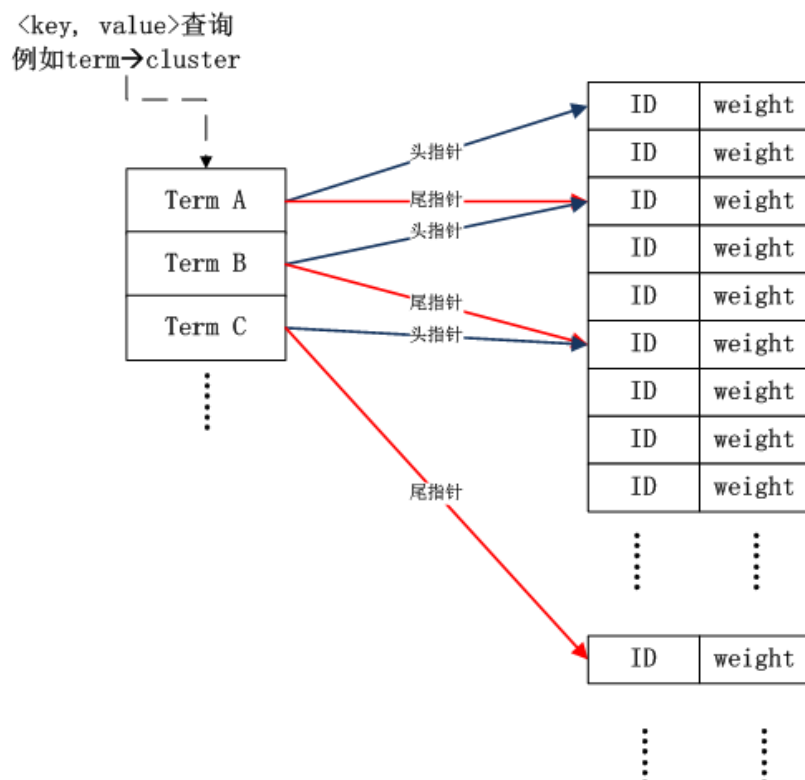 <key, value>查询
例如term→cluster
ID weight
头指针
ID weight
Term A
尾指针
ID weight
头指针
Term B
ID weight
ID weight
尾指针
Term C
头指针
ID weight
ID weight
ID weight
尾指针
ID weight
ID weight